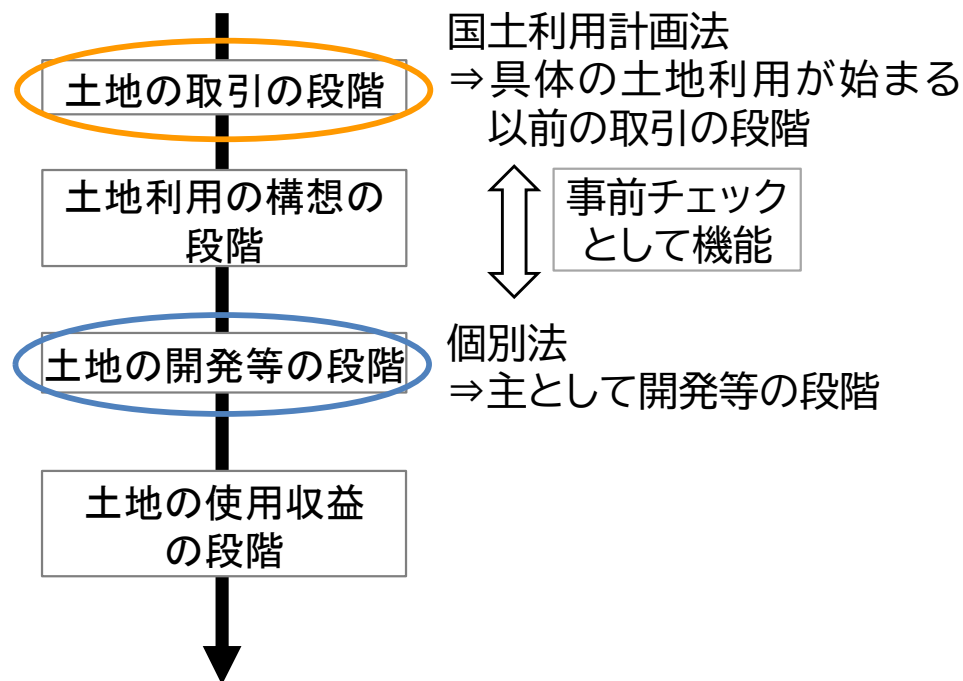 国土利用計画法
土地の取引の段階
⇒具体の土地利用が始まる
以前の取引の段階
土地利用の構想の
段階
事前チェック
として機能
個別法
土地の開発等の段階
⇒主として開発等の段階
土地の使用収益
の段階